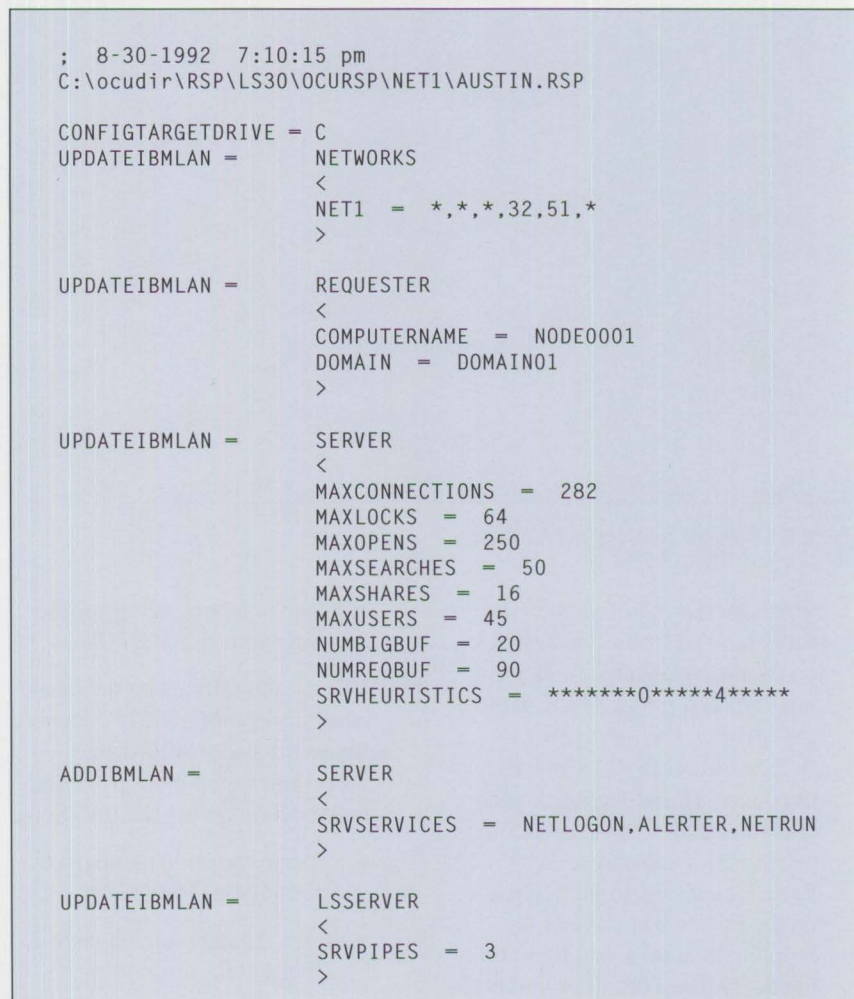 ;  8-30-1992  7:10:15 pm
C:\ocudir\RSP\LS30\OCURSP\NET1\AUSTIN.RSP
CONFIGTARGETDRIVE = C
UPDATEIBMLAN =      NETWORKS
<
NET1  =  *,*,*,32,51,*
>
UPDATEIBMLAN =      REQUESTER
<
COMPUTERNAME  =  NODE0001
DOMAIN  =  DOMAIN01
>
UPDATEIBMLAN =      SERVER
<
MAXCONNECTIONS  =  282
MAXLOCKS  =  64
MAXOPENS  =  250
MAXSEARCHES  =  50
MAXSHARES  =  16
MAXUSERS  =  45
NUMBIGBUF  =  20
NUMREQBUF  =  90
SRVHEURISTICS  =  *******0*****4*****
>
ADDIBMLAN =         SERVER
<
SRVSERVICES  =  NETLOGON,ALERTER,NETRUN
>
UPDATEIBMLAN =      LSSERVER
<
SRVPIPES  =  3
>